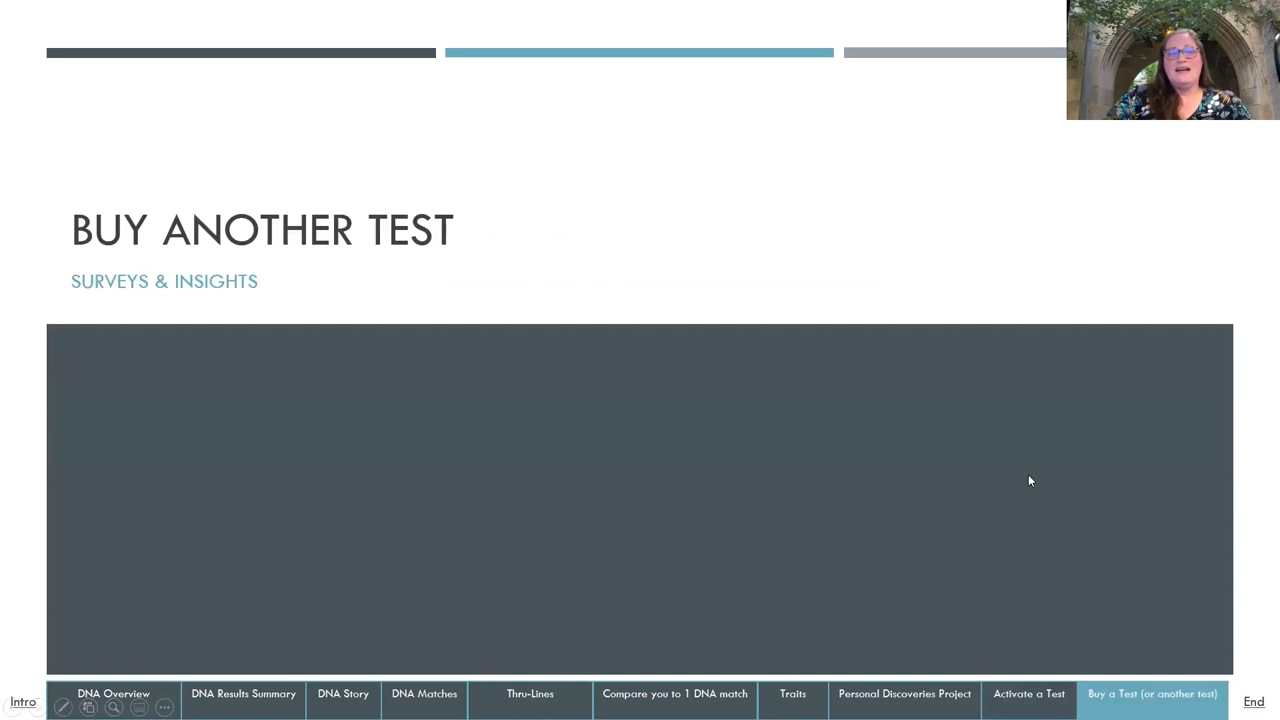 BUY ANOTHER TEST
SURVEYS & INSIGHTS
Intro
DNA Overview
DNA Results Summary
DNA Story
DNA Matches
Thru-Lines
Compare you to 1 DNA match
Traits
Personal Discoveries Project
Activate a Test
Buy a Test (or another test)
End